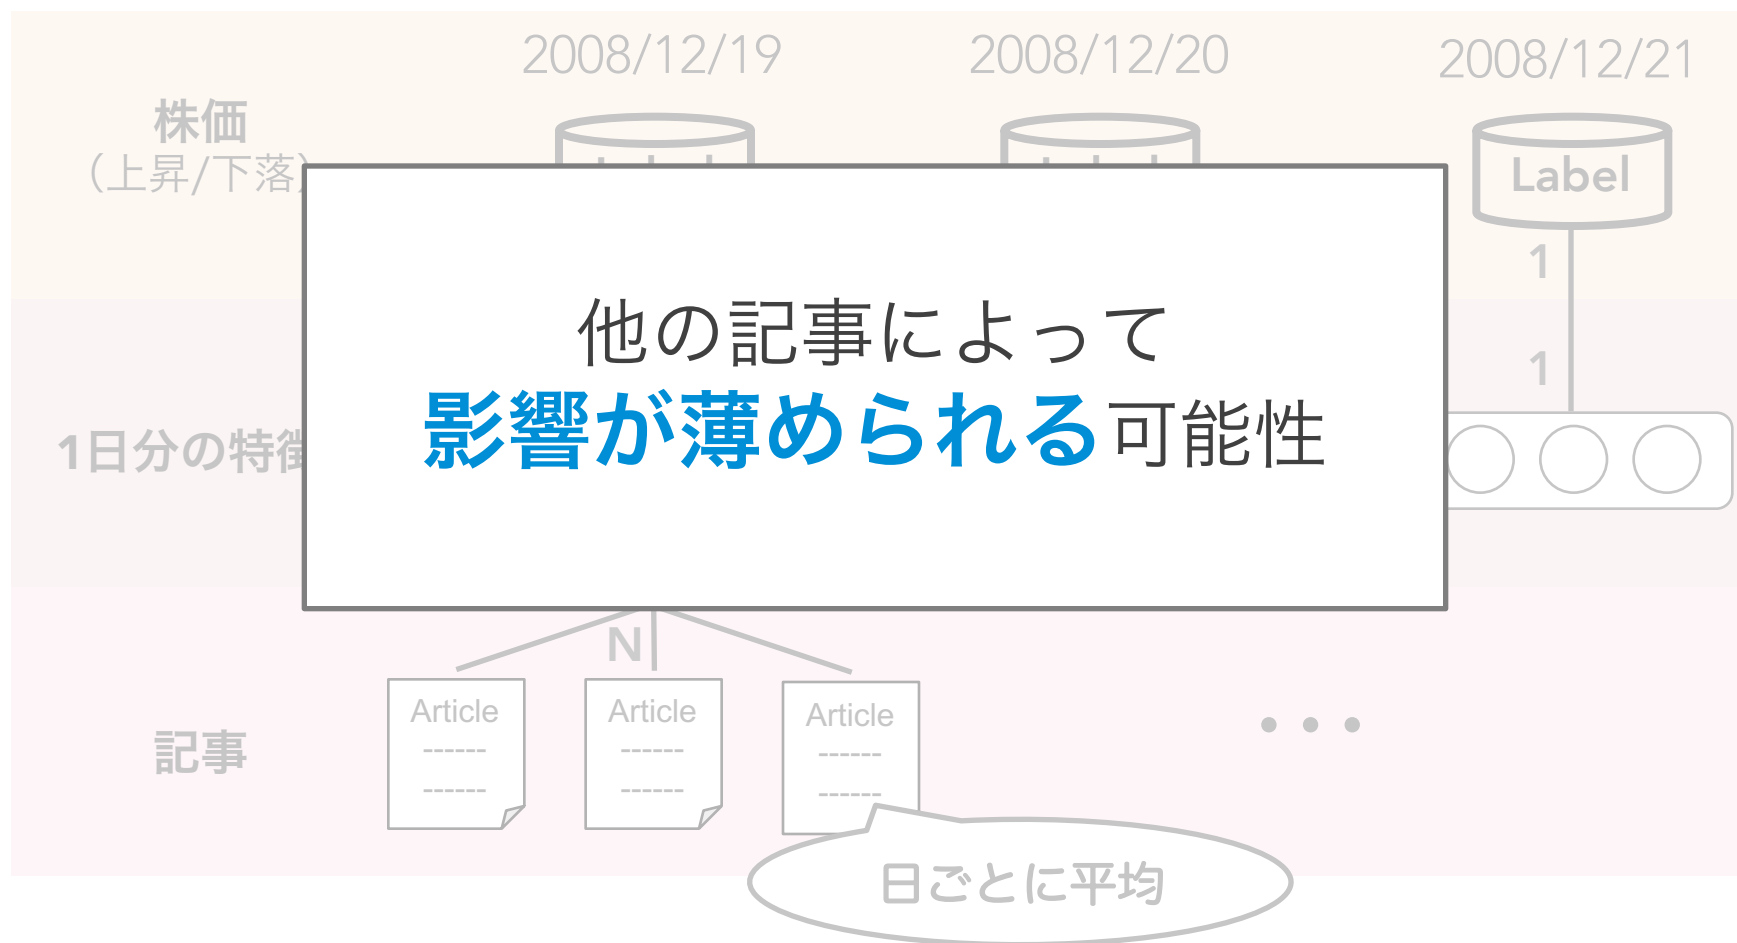 2008/12/19
2008/12/20
2008/12/21
株価
（上昇/下落）
Label
1
他の記事によって
影響が薄められる可能性
1
1日分の特徴
N
記事
Article
------
------
Article
------
------
Article
------
------
・・・
日ごとに平均